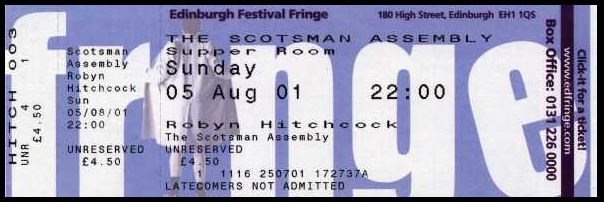 HITCH 003
4 1
UNR £4.50
Scotsman
Assembly
Robyn
Hitchcock
Sun
05/08/01
22:00
UNRESERVED
£4.50
fringe
Edinburgh Festival Fringe
180 High Street, Edinburgh EH1 1QS
THE SCOTSMAN ASSEMBLY
Supper Room
Sunday
05 Aug 01 22:00
Robyn Hitchcock
The Scotsman Assembly
UNRESERVED
£4.50
1 1116 250701 172737A
LATECOMERS NOT ADMITTED
Click-it for a ticket!
www.edfringe.com
Box Office: 0131 226 0000